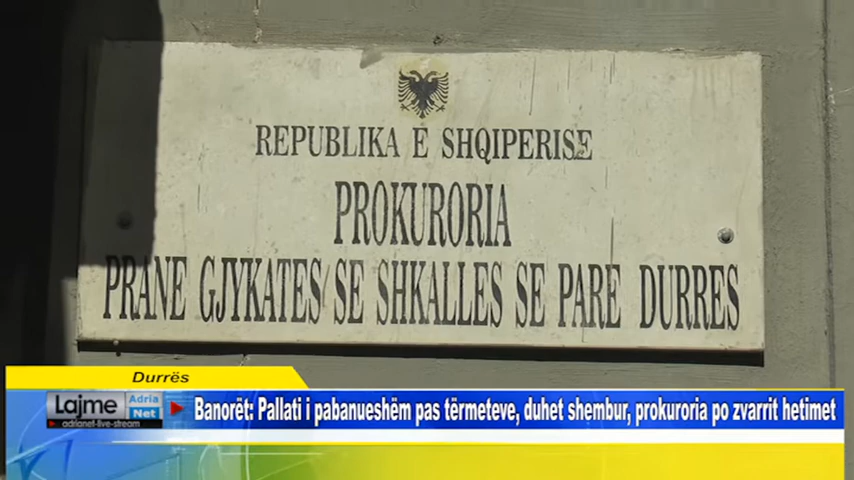 REPUBLIKA E SHQIPERISE
PROKURORIA
PRANE GJYKATES SE SHKALLES SE PARE DURRES
Durrës
Lajme Adria Net
adrianet-live-stream
Banorët: Pallati i pabanueshëm pas tërmeteve, duhet shembur, prokuroria po zvarrit hetimet